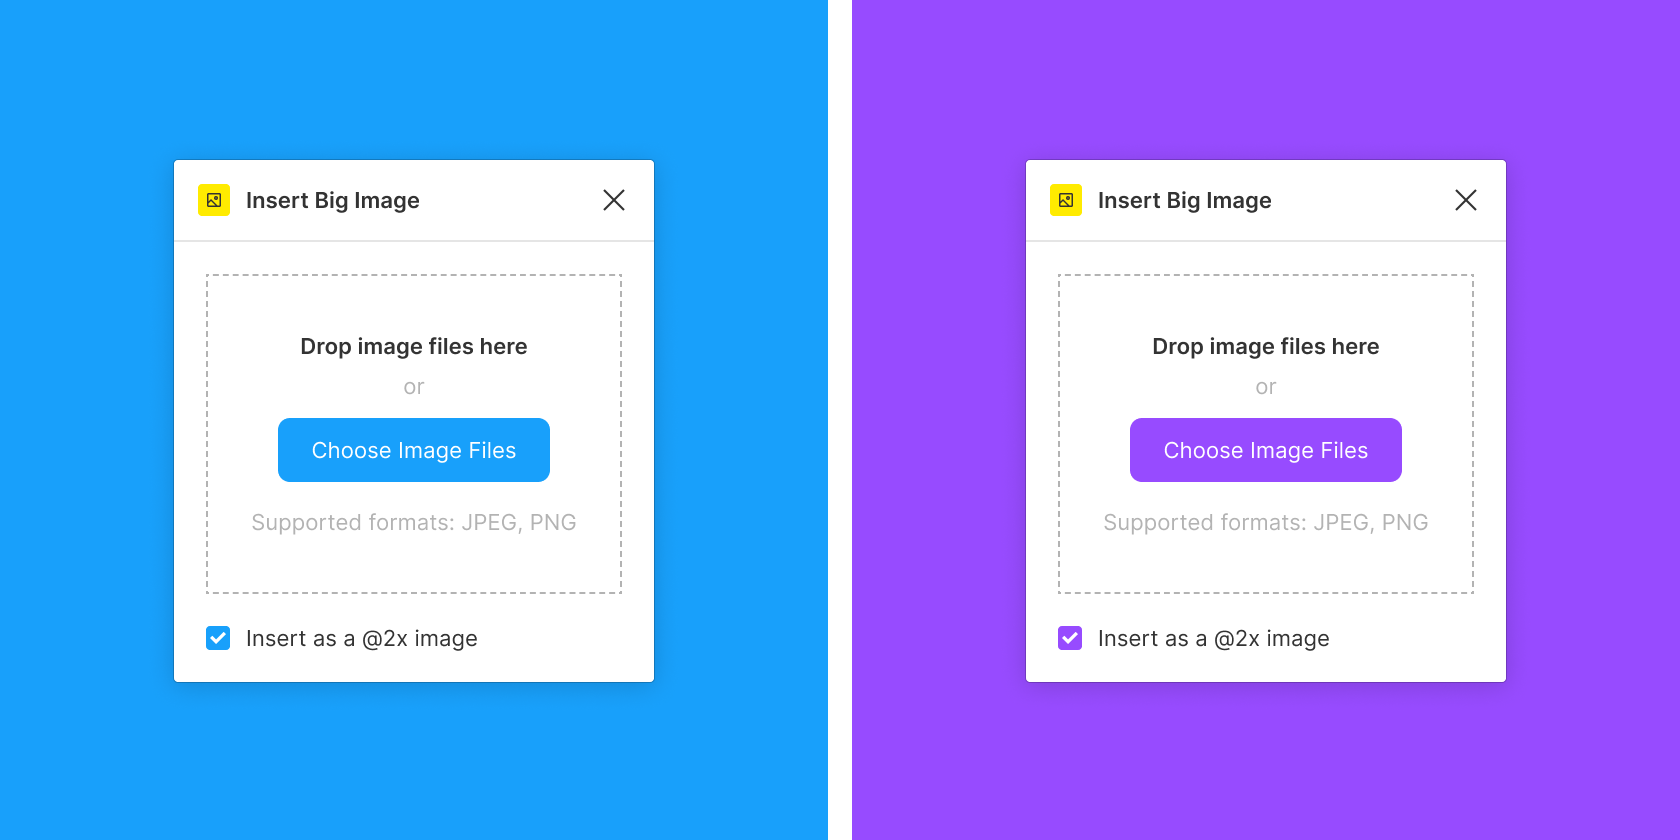 Insert Big Image
Drop image files here
or
Choose Image Files
Supported formats: JPEG, PNG
Insert as a @2x image
Insert Big Image
Drop image files here
or
Choose Image Files
Supported formats: JPEG, PNG
Insert as a @2x image